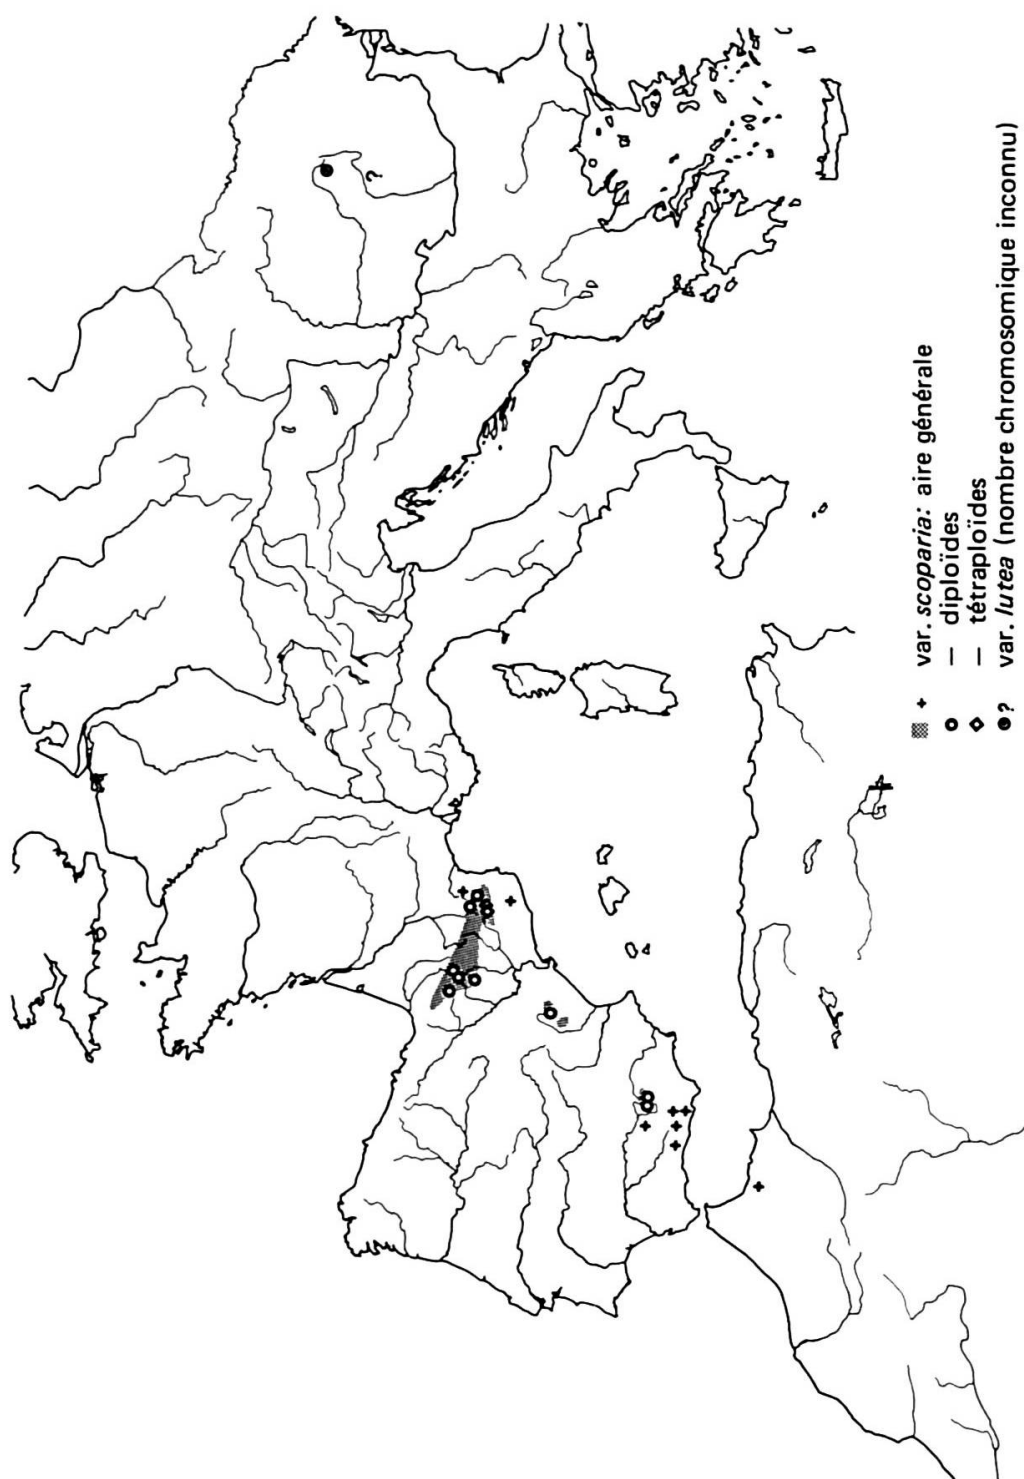 var. scoparia: aire générale
— diploïdes
— tétraploïdes
? var. lutea (nombre chromosomique inconnu)
?